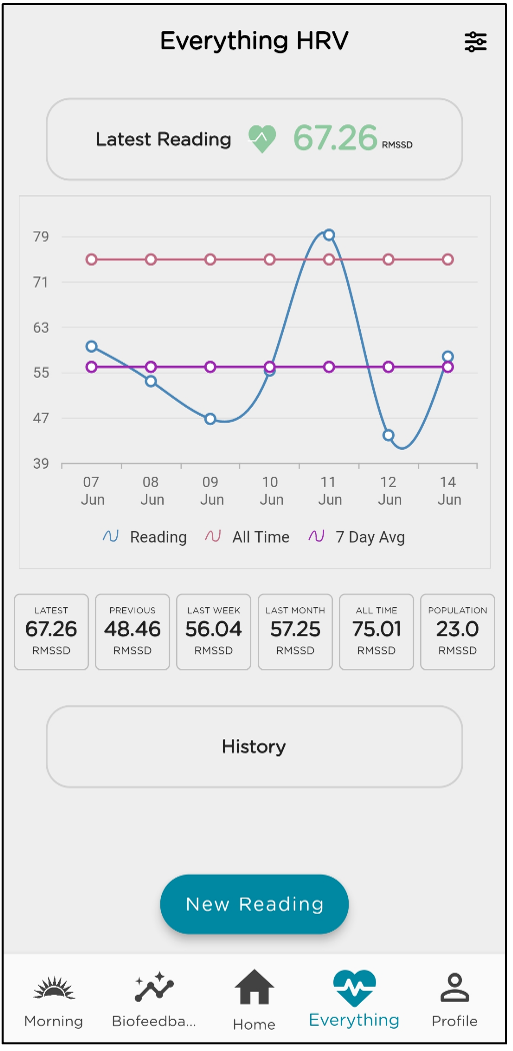 Everything HRV
Latest Reading 67.26 RMSSD
79
71
63
55
47
39
07 08 09 10 11 12 14
Jun Jun Jun Jun Jun Jun Jun
Reading All Time 7 Day Avg
LATEST PREVIOUS LAST WEEK LAST MONTH ALL TIME POPULATION
67.26 48.46 56.04 57.25 75.01 23.0
RMSSD RMSSD RMSSD RMSSD RMSSD RMSSD
History
New Reading
Morning Biofeedba... Home Everything Profile